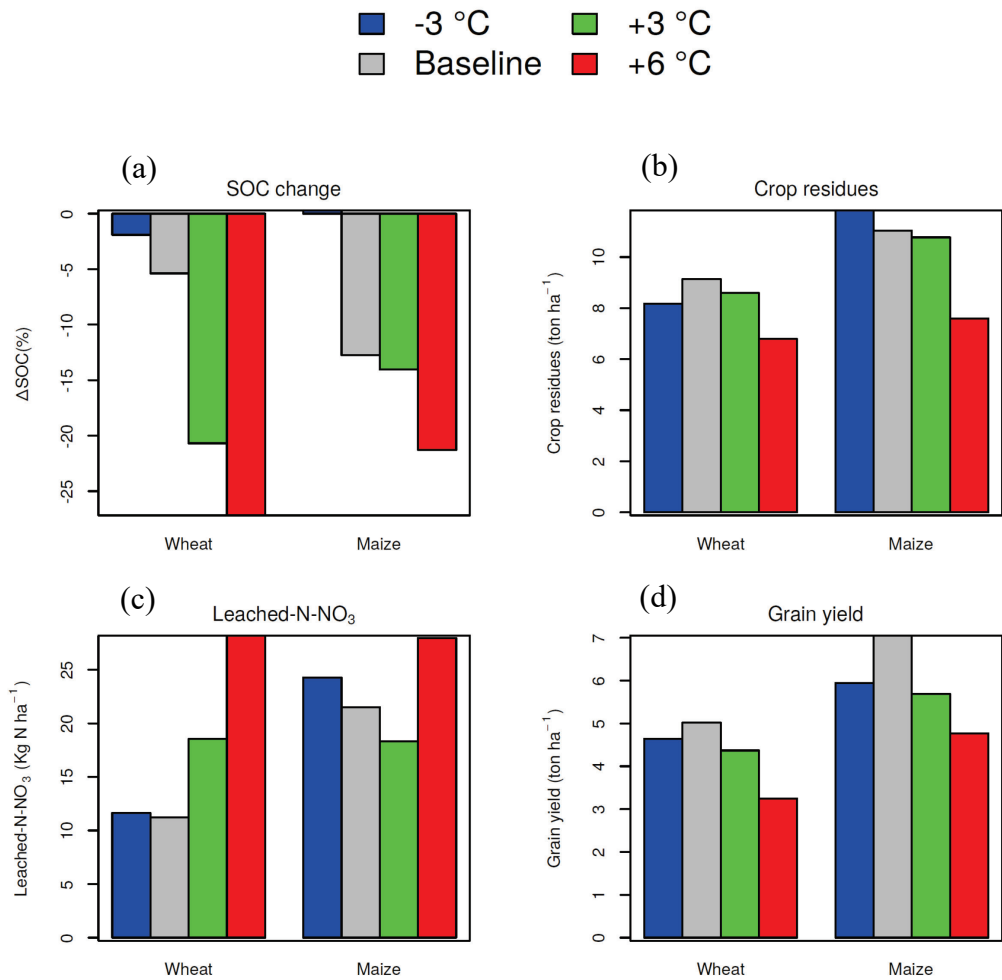 -3 °C
+3 °C
Baseline
+6 °C
(a)
SOC change
0
-5
-10
-15
-20
-25
ΔSOC(%)
Wheat
Maize
(b)
Crop residues
10
8
6
4
2
0
Crop residues (ton ha⁻¹)
Wheat
Maize
(c)
Leached-N-NO₃
25
20
15
10
5
0
Leached-N-NO₃ (Kg N ha⁻¹)
Wheat
Maize
(d)
Grain yield
7
6
5
4
3
2
1
0
Grain yield (ton ha⁻¹)
Wheat
Maize